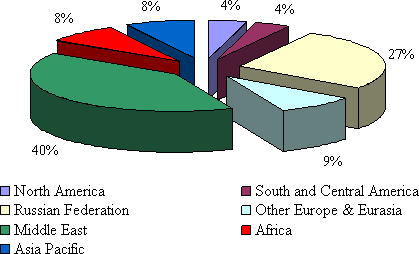 8% 4%
8% 4%
27%
40%
9%
North America South and Central America
Russian Federation Other Europe & Eurasia
Middle East Africa
Asia Pacific